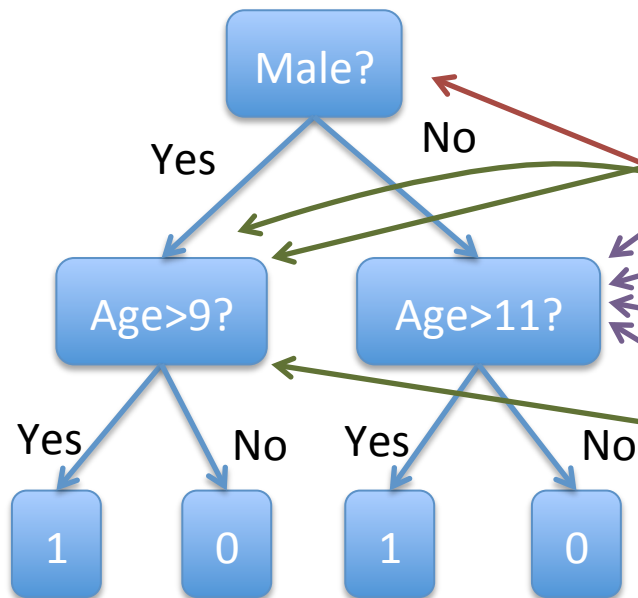 Male?
Yes
No
Age>9?
Age>11?
Yes
No
Yes
No
1
0
1
0